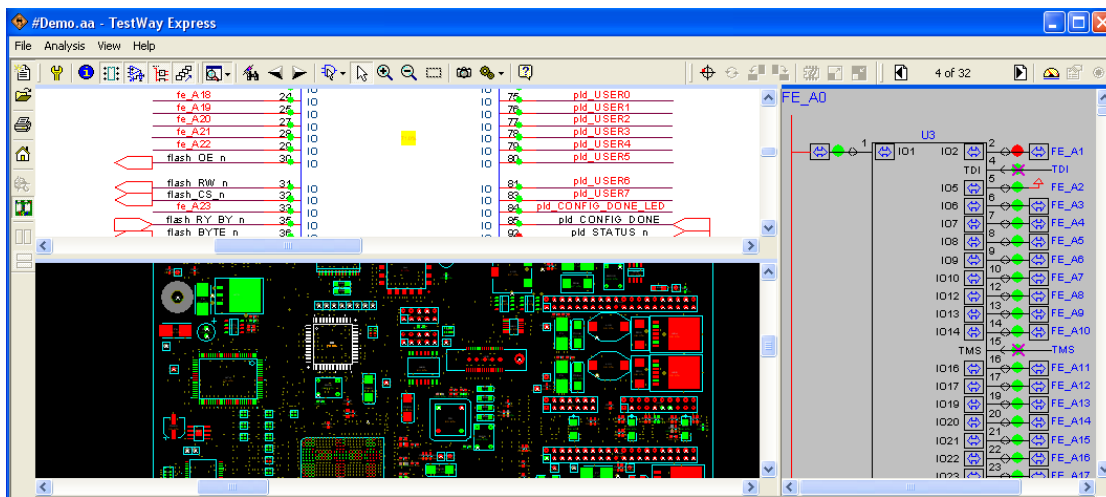 #Demo.aa - TestWay Express
File Analysis View Help
4 of 32
fe_A18 24 IO
fe_A19 25 IO
fe_A20 27 IO
fe_A21 28 IO
fe_A22 29 IO
flash_OE_n 30 IO
flash_RW_n 31 IO
flash_CS_n 32 IO
fe_A23 33 IO
flash_RY_BY_n 35 IO
flash_BYTE_n 36 IO
IO 75 pld_USER0
IO 76 pld_USER1
IO 77 pld_USER2
IO 78 pld_USER3
IO 79 pld_USER4
IO 80 pld_USER5
IO 81 pld_USER6
IO 83 pld_USER7
IO 84 pld_CONFIG_DONE_LED
IO 85 pld_CONFIG_DONE
IO 92 pld_STATUS_n
FE_A0
U3
1 IO1 IO2 2 FE_A1
TDI 4 TDI
IO5 5 FE_A2
IO6 6 FE_A3
IO7 7 FE_A4
IO8 8 FE_A5
IO9 9 FE_A6
IO10 10 FE_A7
IO12 12 FE_A8
IO13 13 FE_A9
IO14 14 FE_A10
TMS 15 TMS
IO16 16 FE_A11
IO17 17 FE_A12
IO19 19 FE_A13
IO20 20 FE_A14
IO21 21 FE_A15
IO22 22 FE_A16
IO23 23 FE_A17